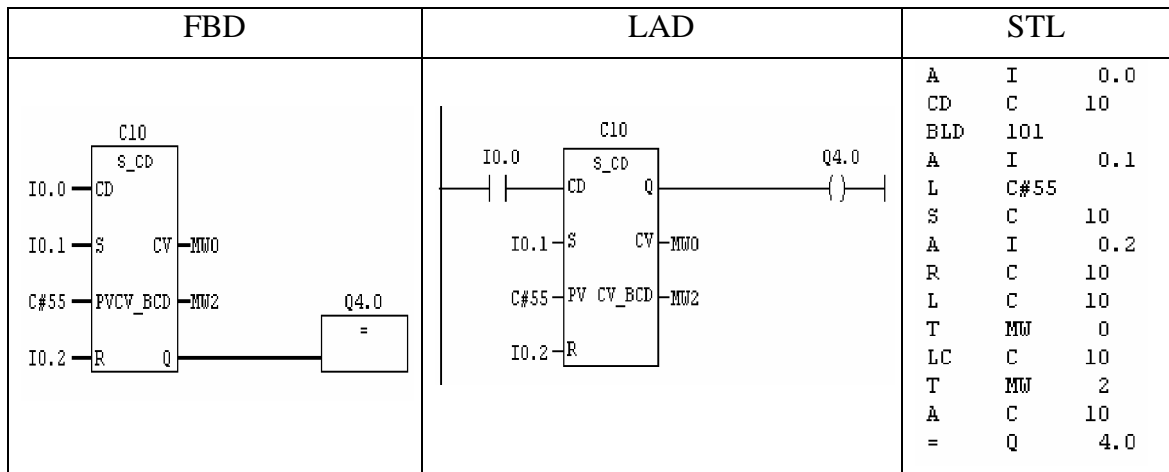 FBD LAD STL
C10
S_CD
I0.0 CD
I0.1 S CV MW0
C#55 PV CV_BCD MW2 Q4.0
=
I0.2 R Q
C10
I0.0 S_CD Q4.0
CD Q ( )
I0.1 S CV MW0
C#55 PV CV_BCD MW2
I0.2 R
A I 0.0
CD C 10
BLD 101
A I 0.1
L C#55
S C 10
A I 0.2
R C 10
L C 10
T MW 0
LC C 10
T MW 2
A C 10
= Q 4.0